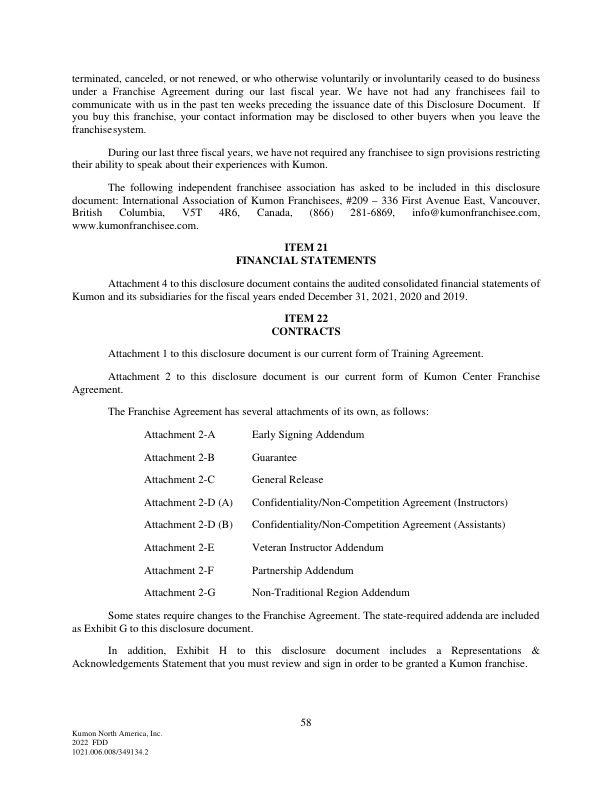 terminated, canceled, or not renewed, or who otherwise voluntarily or involuntarily ceased to do business
under a Franchise Agreement during our last fiscal year. We have not had any franchisees fail to
communicate with us in the past ten weeks preceding the issuance date of this Disclosure Document. If
you buy this franchise, your contact information may be disclosed to other buyers when you leave the
franchise system.
During our last three fiscal years, we have not required any franchisee to sign provisions restricting
their ability to speak about their experiences with Kumon.
The following independent franchisee association has asked to be included in this disclosure
document: International Association of Kumon Franchisees, #209 – 336 First Avenue East, Vancouver,
British Columbia, V5T 4R6, Canada, (866) 281-6869, info@kumonfranchisee.com,
www.kumonfranchisee.com.
ITEM 21
FINANCIAL STATEMENTS
Attachment 4 to this disclosure document contains the audited consolidated financial statements of
Kumon and its subsidiaries for the fiscal years ended December 31, 2021, 2020 and 2019.
ITEM 22
CONTRACTS
Attachment 1 to this disclosure document is our current form of Training Agreement.
Attachment 2 to this disclosure document is our current form of Kumon Center Franchise
Agreement.
The Franchise Agreement has several attachments of its own, as follows:
Attachment 2-A Early Signing Addendum
Attachment 2-B Guarantee
Attachment 2-C General Release
Attachment 2-D (A) Confidentiality/Non-Competition Agreement (Instructors)
Attachment 2-D (B) Confidentiality/Non-Competition Agreement (Assistants)
Attachment 2-E Veteran Instructor Addendum
Attachment 2-F Partnership Addendum
Attachment 2-G Non-Traditional Region Addendum
Some states require changes to the Franchise Agreement. The state-required addenda are included
as Exhibit G to this disclosure document.
In addition, Exhibit H to this disclosure document includes a Representations &
Acknowledgements Statement that you must review and sign in order to be granted a Kumon franchise.
58
Kumon North America, Inc.
2022 FDD
1021.006.008/349134.2